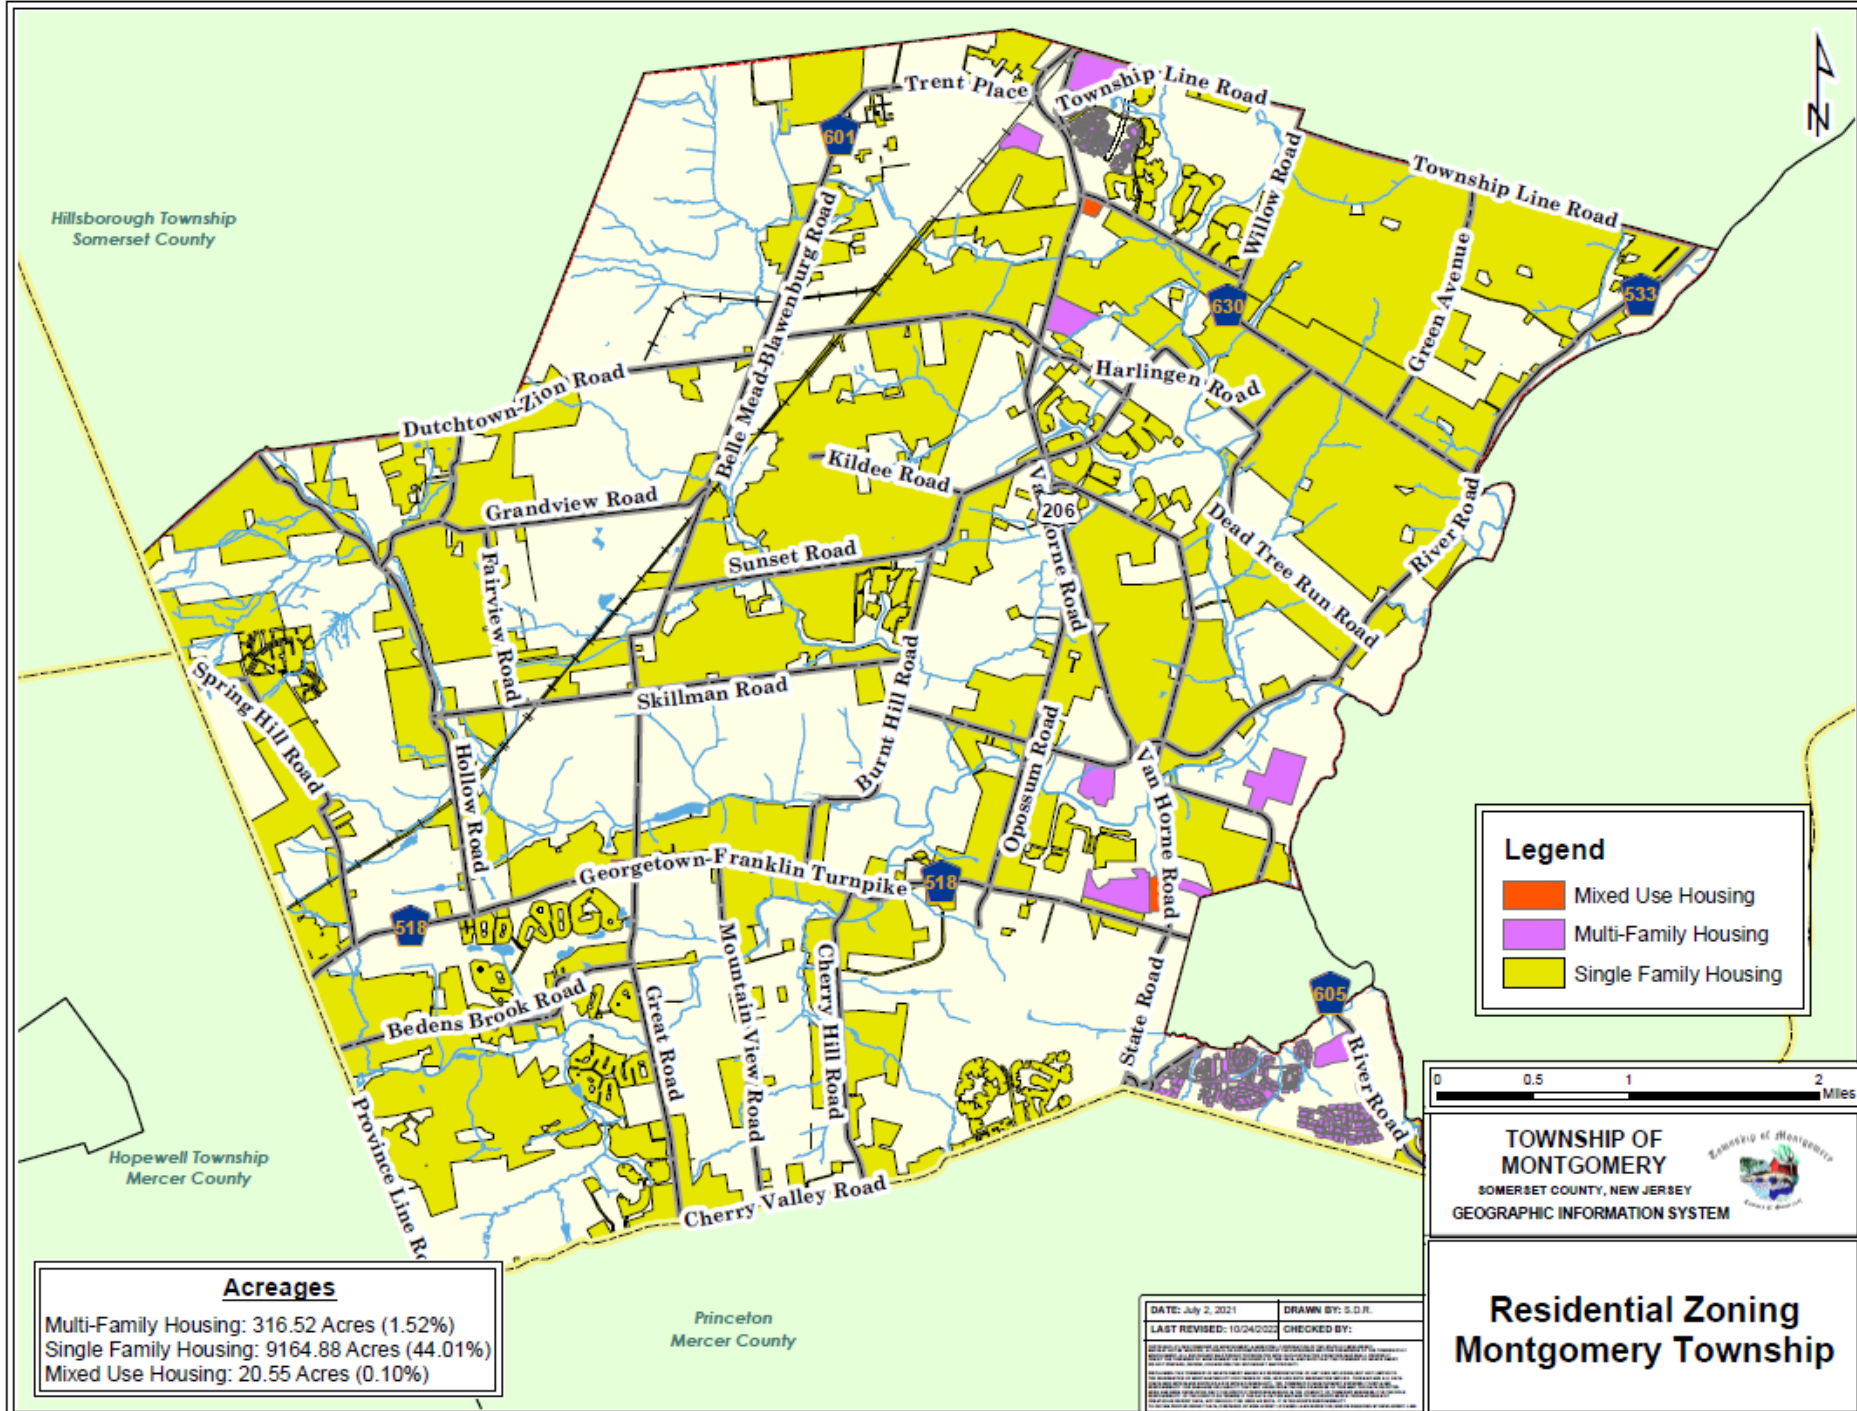 Hillsborough Township
Somerset County
Trent Place
Township Line Road
601
Willow Road
Township Line Road
Belle Mead-Blawenburg Road
Green Avenue
533
630
Dutchtown-Zion Road
Harlingen Road
Kildee Road
Grandview Road
206
Van Horne Road
Dead Tree Run Road
River Road
Sunset Road
Fairview Road
Spring Hill Road
Skillman Road
Burnt Hill Road
Hollow Road
Opossum Road
Van Horne Road
Georgetown-Franklin Turnpike
518
518
Mountain View Road
Cherry Hill Road
State Road
Bedens Brook Road
Great Road
605
River Road
Province Line Ro
Cherry Valley Road
Hopewell Township
Mercer County
Princeton
Mercer County
N
Legend
Mixed Use Housing
Multi-Family Housing
Single Family Housing
0 0.5 1 2
Miles
TOWNSHIP OF
MONTGOMERY
SOMERSET COUNTY, NEW JERSEY
GEOGRAPHIC INFORMATION SYSTEM
Township of Montgomery
Residential Zoning
Montgomery Township
Acreages
Multi-Family Housing: 316.52 Acres (1.52%)
Single Family Housing: 9164.88 Acres (44.01%)
Mixed Use Housing: 20.55 Acres (0.10%)
DATE: July 2, 2021 DRAWN BY: S.D.R.
LAST REVISED: 10/24/2022 CHECKED BY: